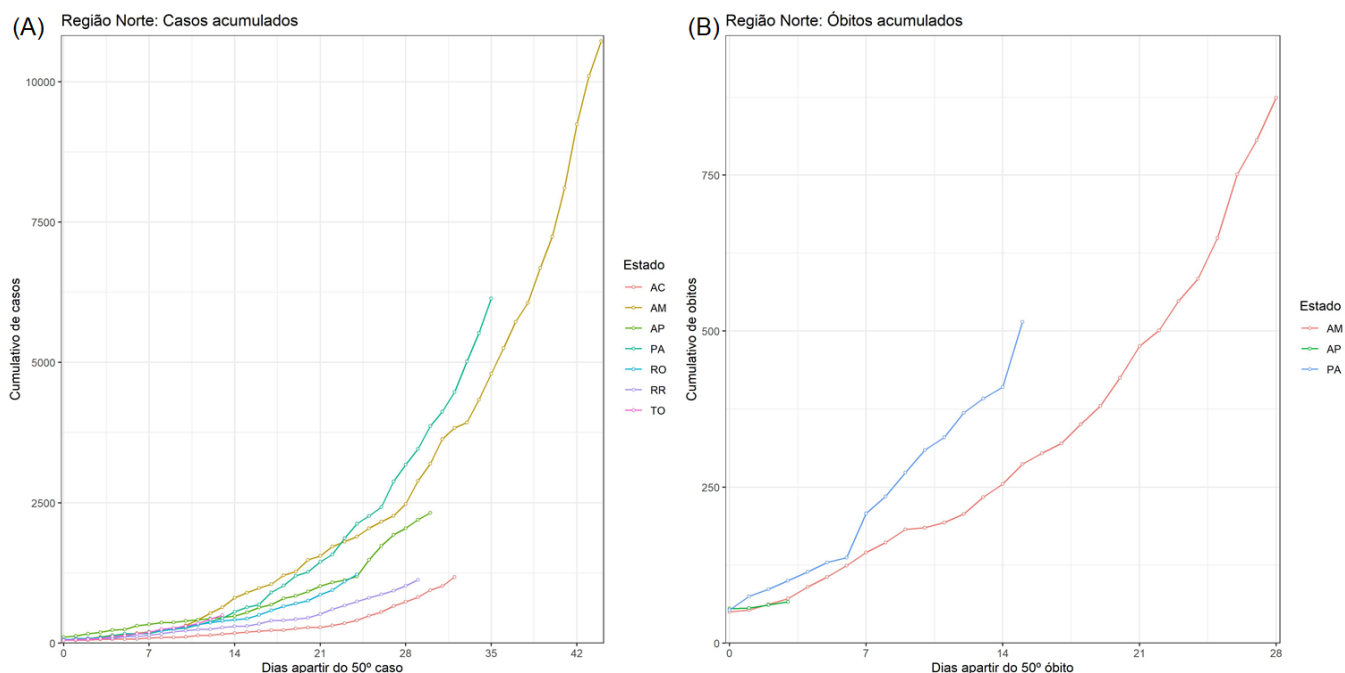 (A)
Região Norte: Casos acumulados
10000
7500
5000
2500
0
Cumulativo de casos
0 7 14 21 28 35 42
Dias apartir do 50º caso
Estado
AC
AM
AP
PA
RO
RR
TO
(B)
Região Norte: Óbitos acumulados
750
500
250
0
Cumulativo de obitos
0 7 14 21 28
Dias apartir do 50º óbito
Estado
AM
AP
PA